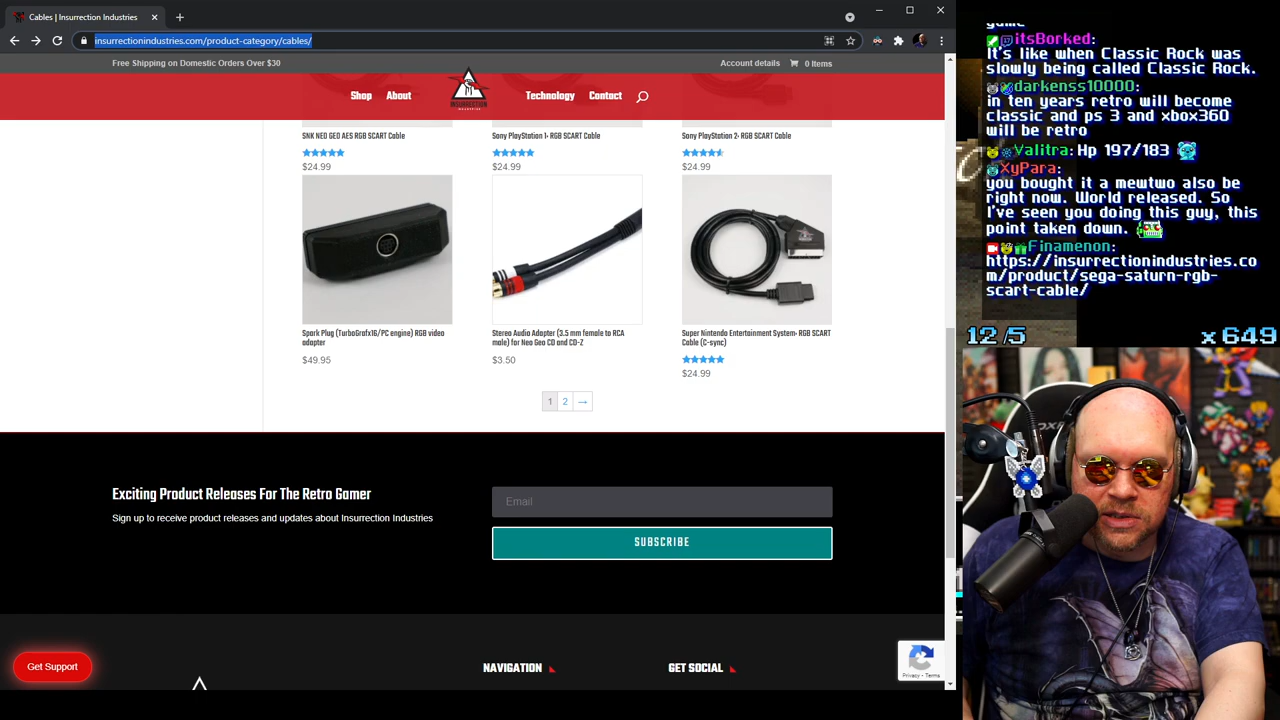 Cables | Insurrection Industries
insurrectionindustries.com/product-category/cables/
Free Shipping on Domestic Orders Over $30
Account details
0 Items
Shop
About
INSURRECTION
INDUSTRIES
Technology
Contact
SNK NEO GEO AES RGB SCART Cable
$24.99
Sony PlayStation 1• RGB SCART Cable
$24.99
Sony PlayStation 2• RGB SCART Cable
$24.99
Spark Plug (TurboGrafx16/PC engine) RGB video
adapter
$49.95
Stereo Audio Adapter (3.5 mm female to RCA
male) for Neo Geo CD and CD-Z
$3.50
Super Nintendo Entertainment System• RGB SCART
Cable (C-sync)
$24.99
1
2
→
Exciting Product Releases For The Retro Gamer
Sign up to receive product releases and updates about Insurrection Industries
Email
SUBSCRIBE
Get Support
NAVIGATION
GET SOCIAL
Privacy - Terms
game
itsBorked:
It's like when Classic Rock was
slowly being called Classic Rock.
darkenss10000:
in ten years retro will become
classic and ps 3 and xbox360
will be retro
Valitra: Hp 197/183
XyPara:
you bought it a mewtwo also be
right now. World released. So
I've seen you doing this guy, this
point taken down.
Finamenon:
https://insurrectionindustries.co
m/product/sega-saturn-rgb-
scart-cable/
12/5
x649